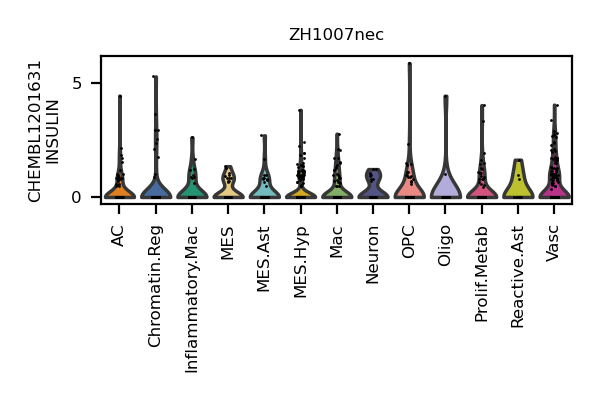 ZH1007nec
CHEMBL1201631
INSULIN
5
0
AC
Chromatin.Reg
Inflammatory.Mac
MES
MES.Ast
MES.Hyp
Mac
Neuron
OPC
Oligo
Prolif.Metab
Reactive.Ast
Vasc